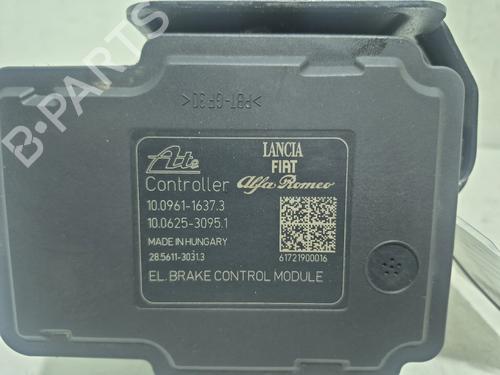 B-PARTS
>PBT-GF30<
Ate
LANCIA
FIAT
Alfa Romeo
Controller
10.0961-1637.3
10.0625-3095.1
MADE IN HUNGARY
28.5611-3031.3
61721900016
EL. BRAKE CONTROL MODULE